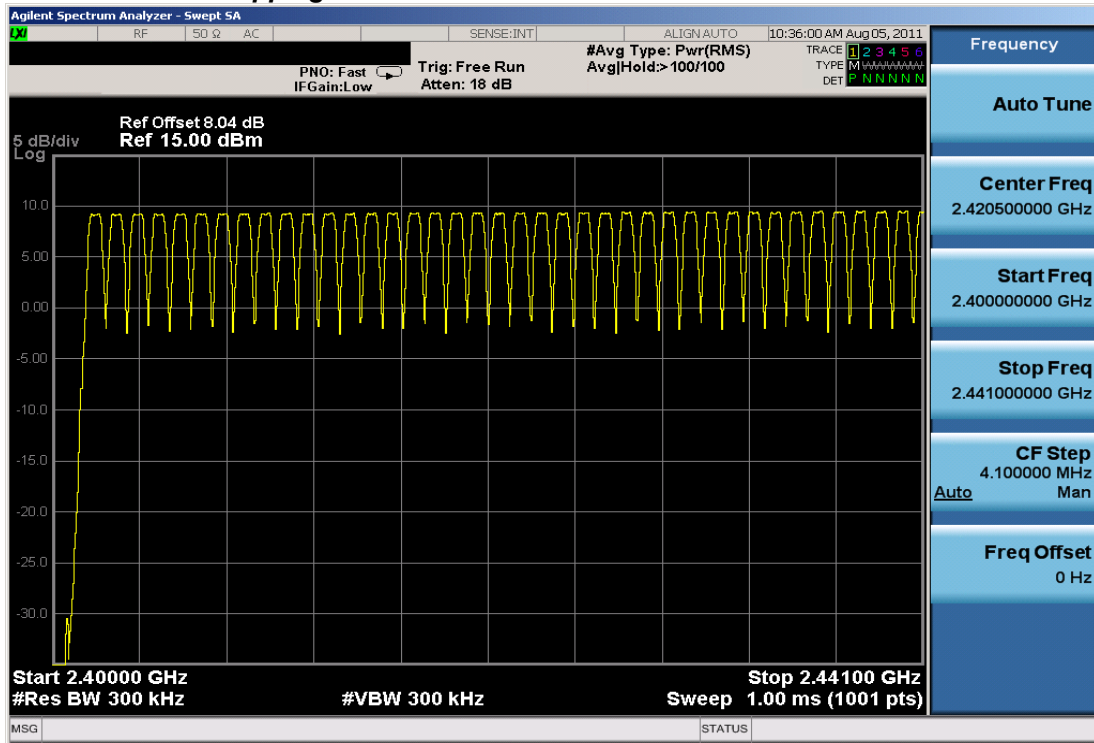 Agilent Spectrum Analyzer - Swept SA
LXI RF 50 Ω AC SENSE:INT ALIGN AUTO 10:36:00 AM Aug 05, 2011
PNO: Fast
IFGain:Low
Trig: Free Run
Atten: 18 dB
#Avg Type: Pwr(RMS)
Avg|Hold:>100/100
TRACE 1 2 3 4 5 6
TYPE M
DET P N N N N N
Ref Offset 8.04 dB
5 dB/div Ref 15.00 dBm
Log
10.0
5.00
0.00
-5.00
-10.0
-15.0
-20.0
-25.0
-30.0
Start 2.40000 GHz Stop 2.44100 GHz
#Res BW 300 kHz #VBW 300 kHz Sweep 1.00 ms (1001 pts)
MSG STATUS
Frequency
Auto Tune
Center Freq
2.420500000 GHz
Start Freq
2.400000000 GHz
Stop Freq
2.441000000 GHz
CF Step
4.100000 MHz
Auto Man
Freq Offset
0 Hz